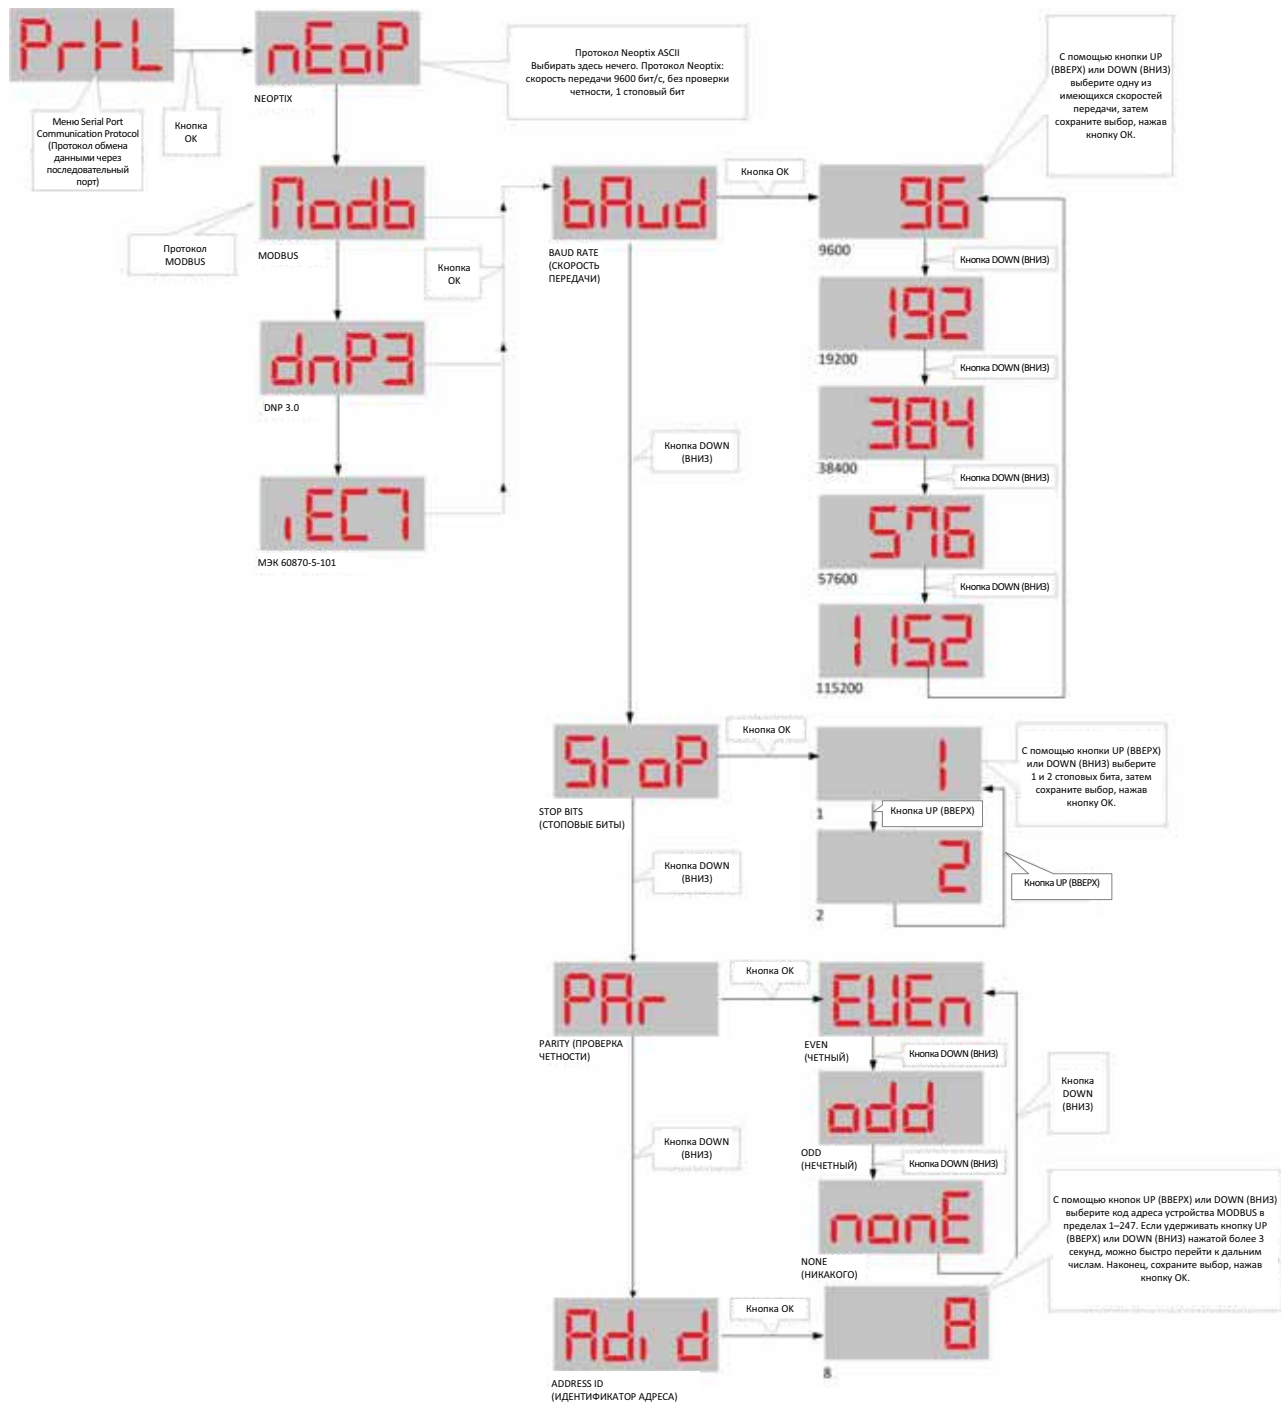 PrtL
Меню Serial Port
Communication Protocol
(Протокол обмена
данными через
последовательный
порт)
Кнопка
OK
nEoP
NEOPTIX
Протокол Neoptix ASCII
Выбирать здесь нечего. Протокол Neoptix:
скорость передачи 9600 бит/с, без проверки
четности, 1 стоповый бит
Modb
MODBUS
Протокол
MODBUS
dnP3
DNP 3.0
iEC7
МЭК 60870-5-101
Кнопка
OK
bAud
BAUD RATE
(СКОРОСТЬ
ПЕРЕДАЧИ)
Кнопка OK
С помощью кнопки UP
(ВВЕРХ) или DOWN (ВНИЗ)
выберите одну из
имеющихся скоростей
передачи, затем
сохраните выбор, нажав
кнопку OK.
96
9600
Кнопка DOWN (ВНИЗ)
192
19200
Кнопка DOWN (ВНИЗ)
384
38400
Кнопка DOWN (ВНИЗ)
576
57600
Кнопка DOWN (ВНИЗ)
1152
115200
Кнопка DOWN
(ВНИЗ)
StoP
STOP BITS
(СТОПОВЫЕ БИТЫ)
Кнопка OK
1
1
Кнопка UP (ВВЕРХ)
2
2
Кнопка UP (ВВЕРХ)
С помощью кнопки UP (ВВЕРХ)
или DOWN (ВНИЗ) выберите
1 и 2 стоповых бита, затем
сохраните выбор, нажав
кнопку OK.
Кнопка DOWN
(ВНИЗ)
PAr
PARITY (ПРОВЕРКА
ЧЕТНОСТИ)
Кнопка OK
EUEn
EVEN
(ЧЕТНЫЙ)
Кнопка DOWN (ВНИЗ)
odd
ODD
(НЕЧЕТНЫЙ)
Кнопка DOWN (ВНИЗ)
nonE
NONE
(НИКАКОГО)
Кнопка
DOWN
(ВНИЗ)
Кнопка DOWN
(ВНИЗ)
Adid
ADDRESS ID
(ИДЕНТИФИКАТОР АДРЕСА)
Кнопка OK
8
8
С помощью кнопок UP (ВВЕРХ) или DOWN (ВНИЗ)
выберите код адреса устройства MODBUS в
пределах 1–247. Если удерживать кнопку UP
(ВВЕРХ) или DOWN (ВНИЗ) нажатой более 3
секунд, можно быстро перейти к дальним
числам. Наконец, сохраните выбор, нажав
кнопку OK.